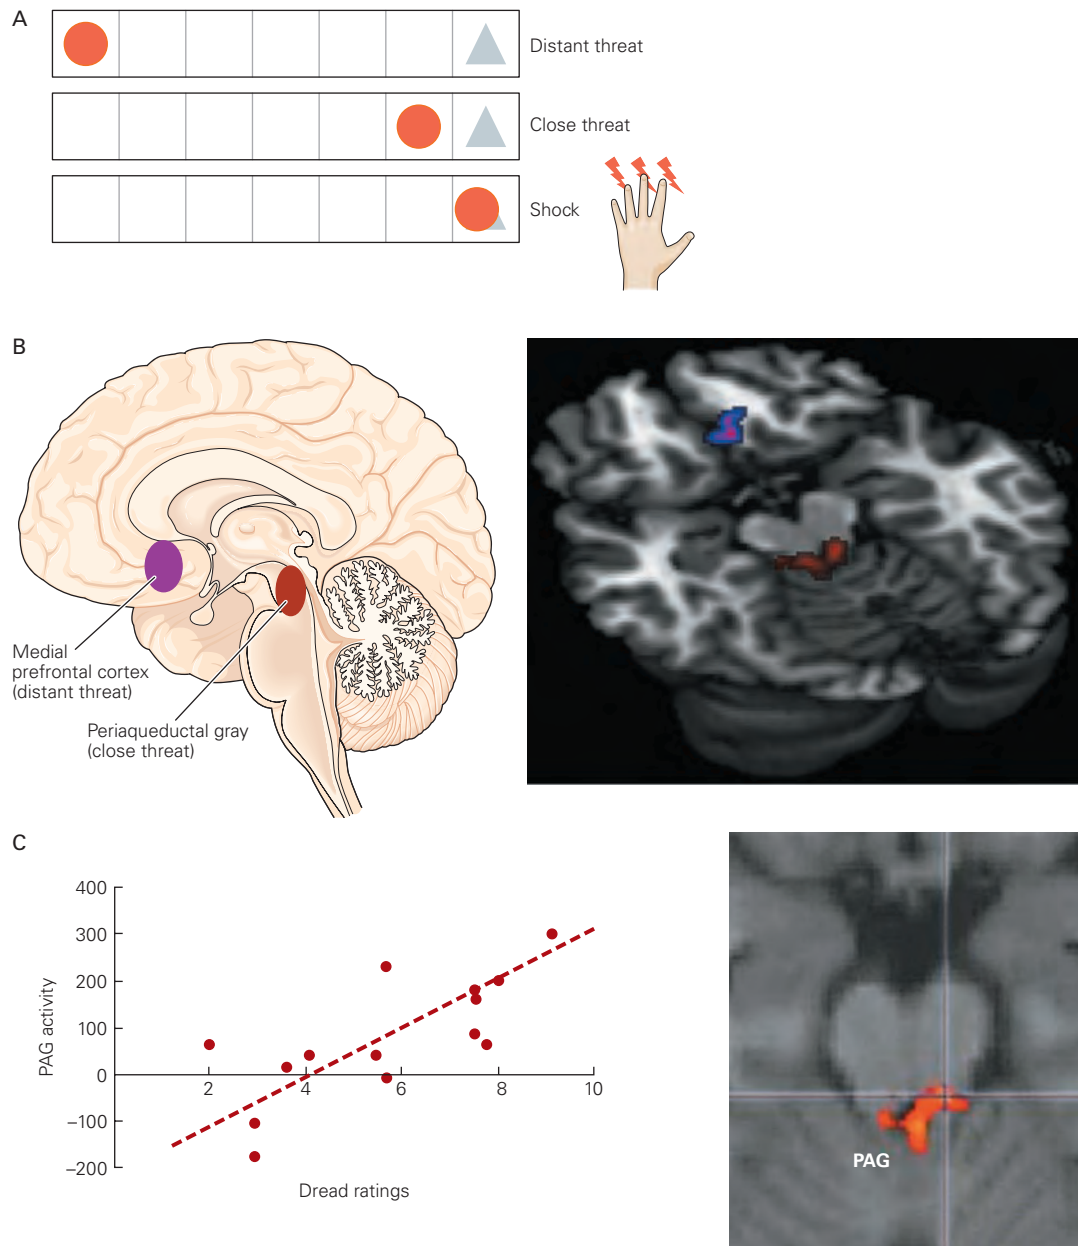 A
Distant threat
Close threat
Shock
B
Medial
prefrontal cortex
(distant threat)
Periaqueductal gray
(close threat)
C
400
300
200
100
0
–100
–200
PAG activity
2
4
6
8
10
Dread ratings
PAG